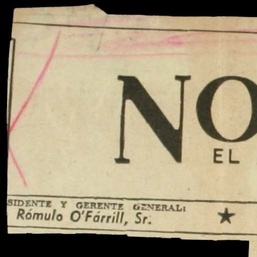 NO
EL
SIDENTE Y GERENTE GENERAL:
Rómulo O'Fárrill, Sr.